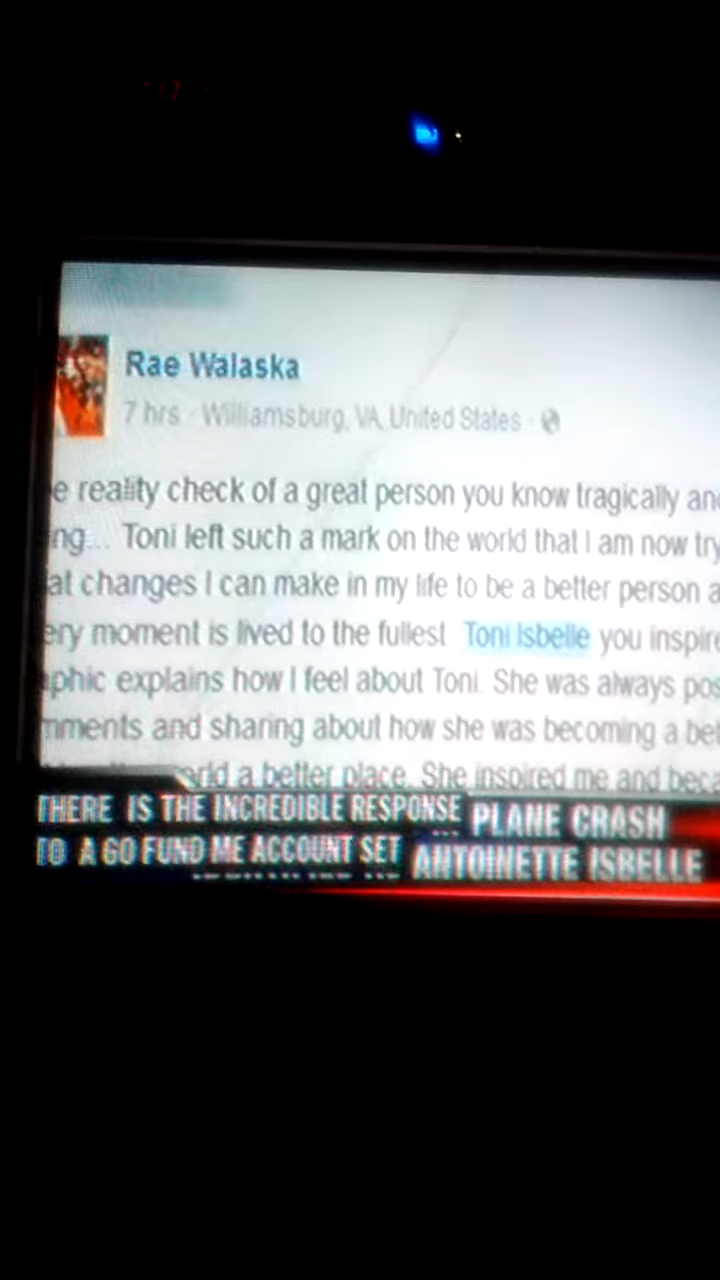 Rae Walaska
7 hrs · Williamsburg, VA, United States ·
e reality check of a great person you know tragically and
ng... Toni left such a mark on the world that I am now try
at changes I can make in my life to be a better person a
ery moment is lived to the fullest Toni Isbelle you inspire
aphic explains how I feel about Toni. She was always pos
mments and sharing about how she was becoming a bet
orld a better place. She inspired me and beca
THERE IS THE INCREDIBLE RESPONSE
TO A GO FUND ME ACCOUNT SET
PLANE CRASH
ANTOINETTE ISBELLE